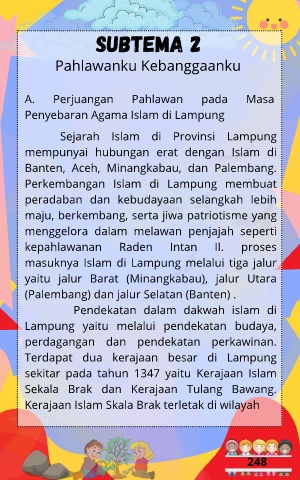 SUBTEMA 2
Pahlawanku Kebanggaanku
A. Perjuangan Pahlawan pada Masa
Penyebaran Agama Islam di Lampung
Sejarah Islam di Provinsi Lampung
mempunyai hubungan erat dengan Islam di
Banten, Aceh, Minangkabau, dan Palembang.
Perkembangan Islam di Lampung membuat
peradaban dan kebudayaan selangkah lebih
maju, berkembang, serta jiwa patriotisme yang
menggelora dalam melawan penjajah seperti
kepahlawanan Raden Intan II. proses
masuknya Islam di Lampung melalui tiga jalur
yaitu jalur Barat (Minangkabau), jalur Utara
(Palembang) dan jalur Selatan (Banten) .
Pendekatan dalam dakwah islam di
Lampung yaitu melalui pendekatan budaya,
perdagangan dan pendekatan perkawinan.
Terdapat dua kerajaan besar di Lampung
sekitar pada tahun 1347 yaitu Kerajaan Islam
Sekala Brak dan Kerajaan Tulang Bawang.
Kerajaan Islam Skala Brak terletak di wilayah
248